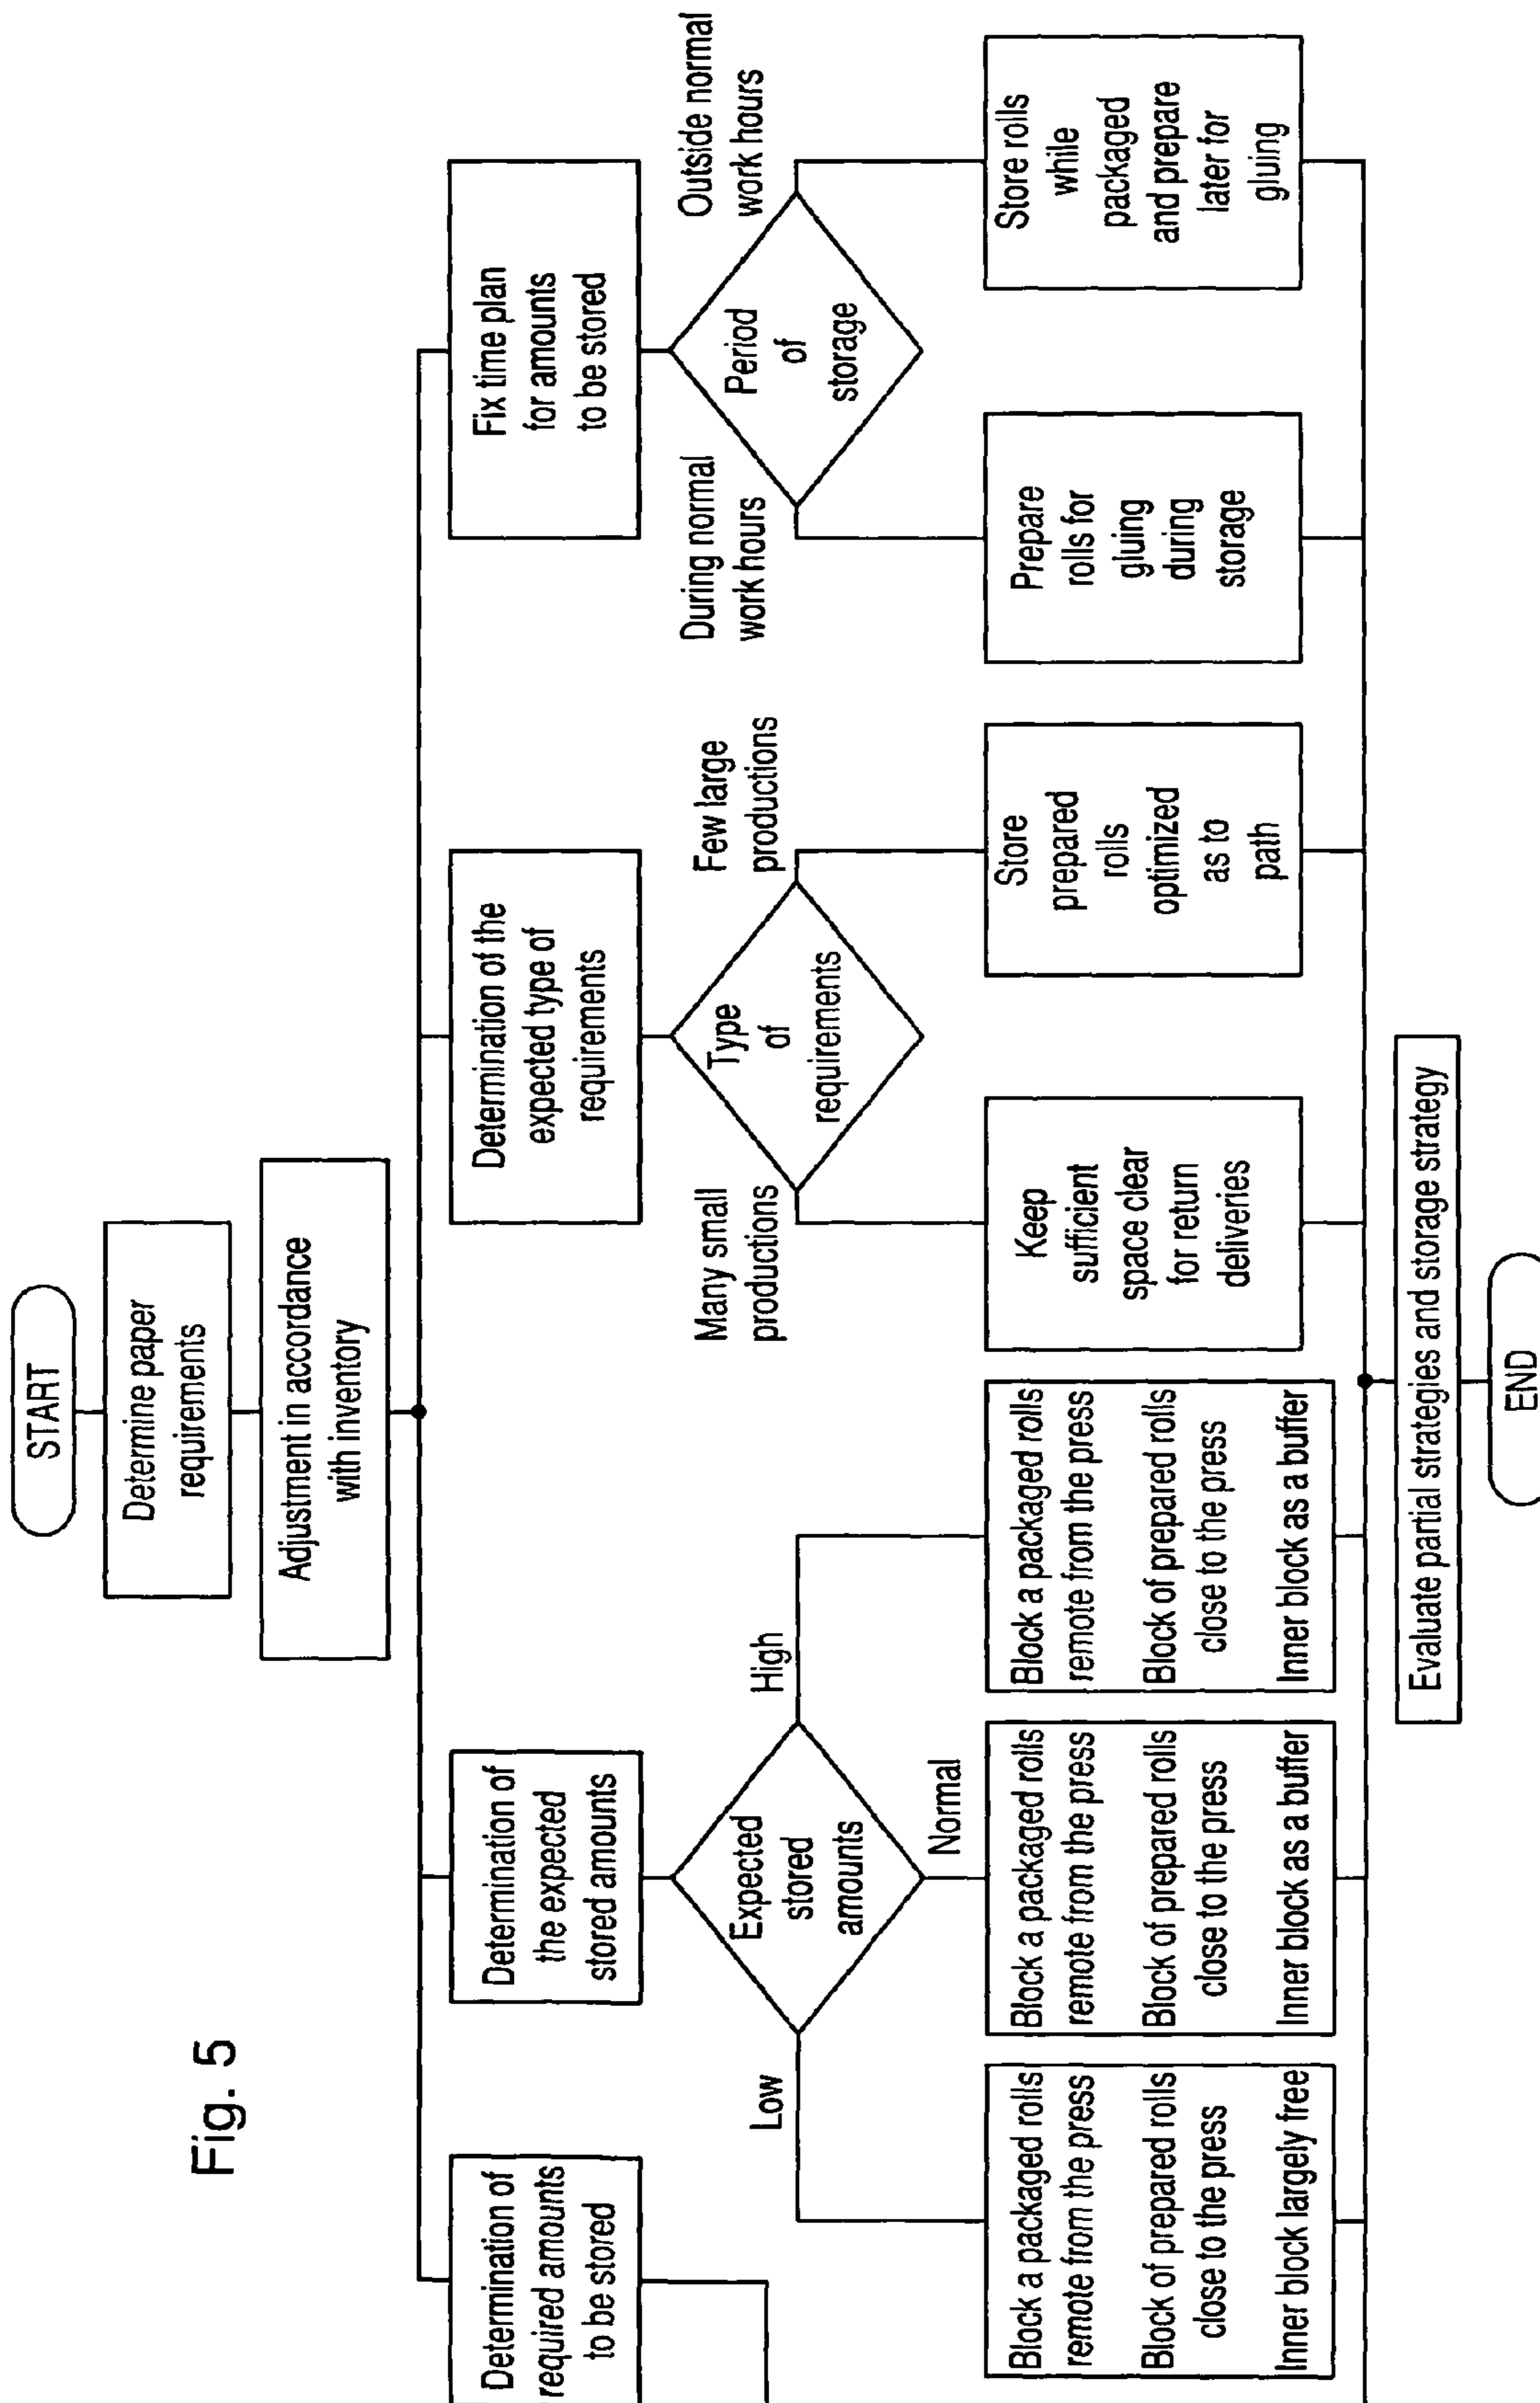 Fig. 5
START
Determine paper
requirements
Adjustment in accordance
with inventory
Determination of
required amounts
to be stored
Determination of
the expected
stored amounts
Expected
stored
amounts
Low
Normal
High
Block a packaged rolls
remote from the press
Block of prepared rolls
close to the press
Inner block largely free
Block a packaged rolls
remote from the press
Block of prepared rolls
close to the press
Inner block as a buffer
Block a packaged rolls
remote from the press
Block of prepared rolls
close to the press
Inner block as a buffer
Determination of the
expected type of
requirements
Type
of
requirements
Many small
productions
Few large
productions
Keep
sufficient
space clear
for return
deliveries
Store
prepared
rolls
optimized
as to
path
Fix time plan
for amounts
to be stored
Period
of
storage
During normal
work hours
Outside normal
work hours
Prepare
rolls for
gluing
during
storage
Store rolls
while
packaged
and prepare
later for
gluing
Evaluate partial strategies and storage strategy
END